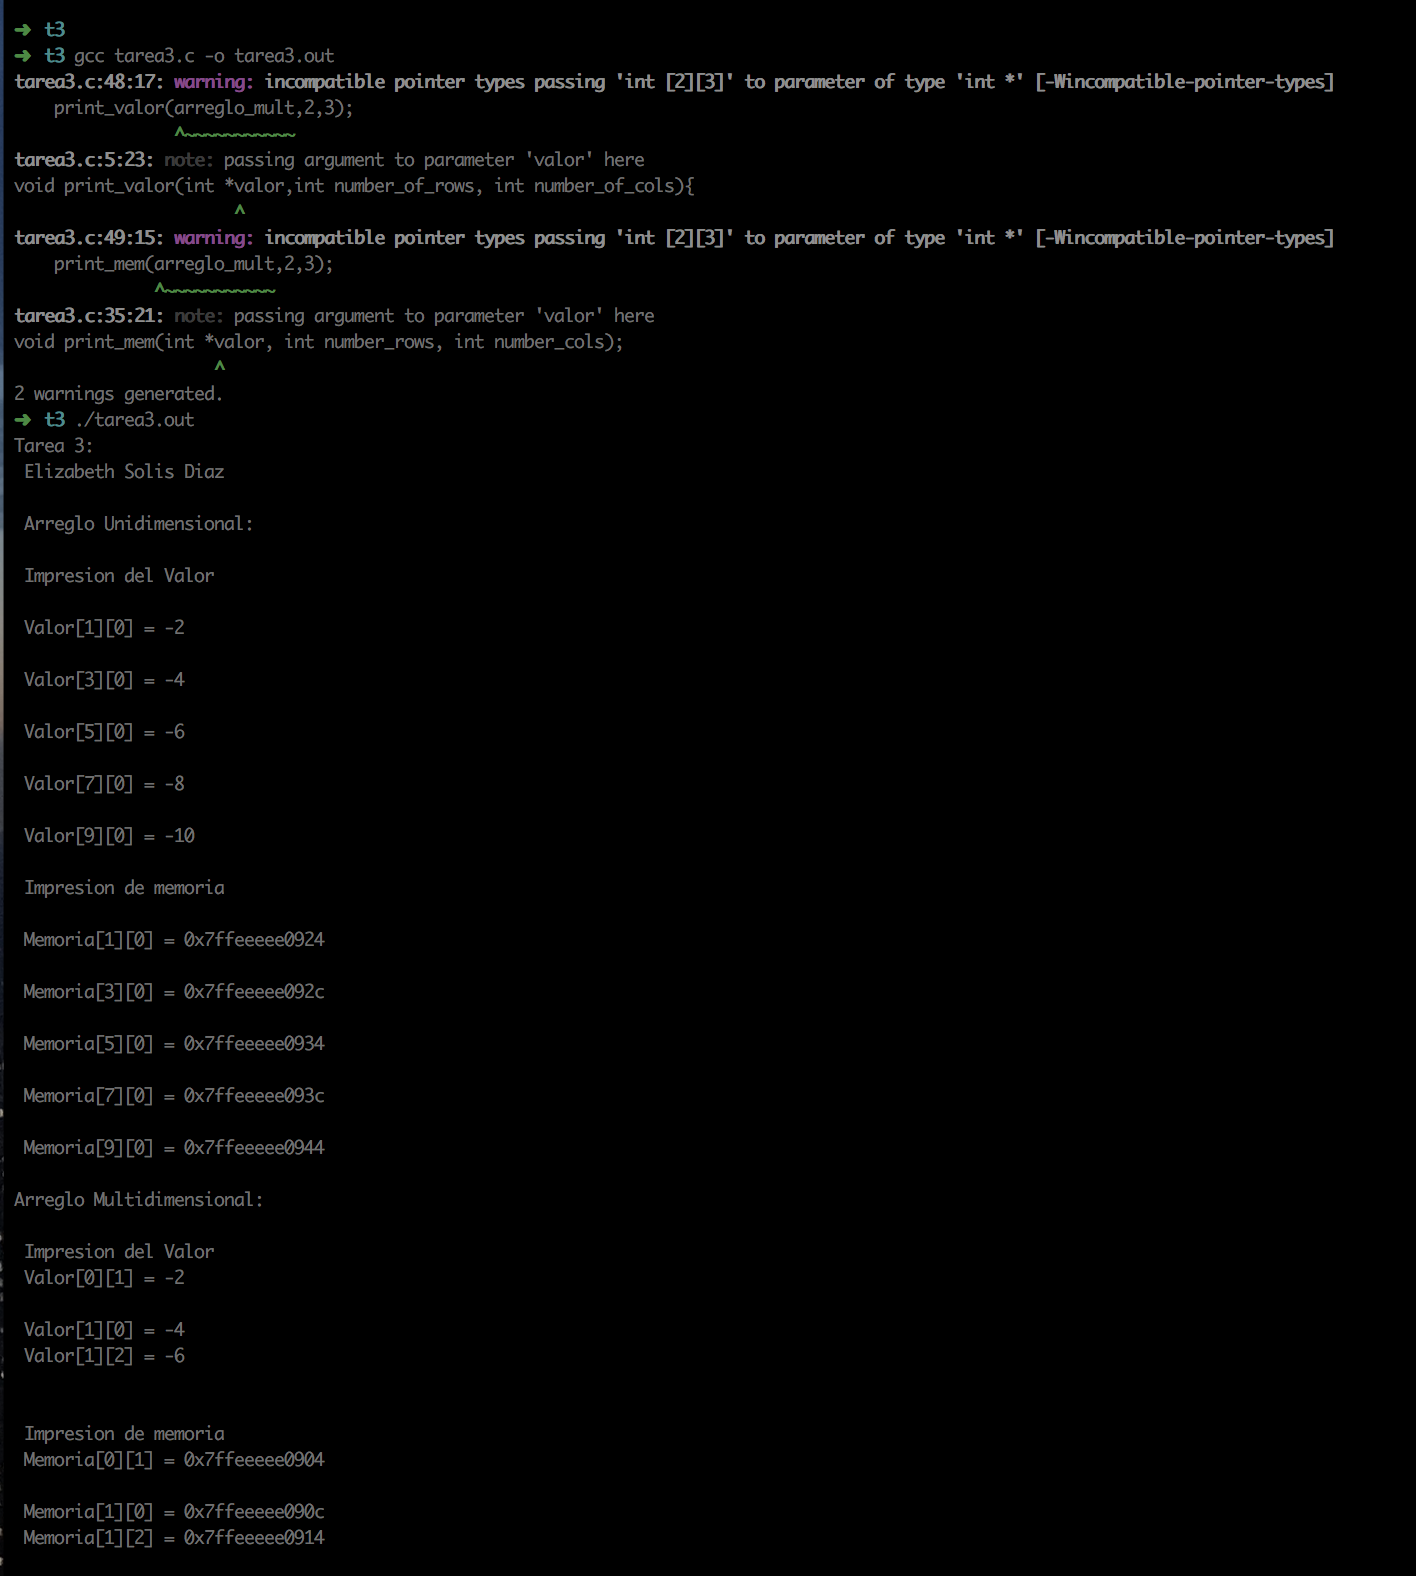 ➜ t3
➜ t3 gcc tarea3.c -o tarea3.out
tarea3.c:48:17: warning: incompatible pointer types passing 'int [2][3]' to parameter of type 'int *' [-Wincompatible-pointer-types]
    print_valor(arreglo_mult,2,3);
                ^~~~~~~~~~~~
tarea3.c:5:23: note: passing argument to parameter 'valor' here
void print_valor(int *valor,int number_of_rows, int number_of_cols){
                      ^
tarea3.c:49:15: warning: incompatible pointer types passing 'int [2][3]' to parameter of type 'int *' [-Wincompatible-pointer-types]
    print_mem(arreglo_mult,2,3);
              ^~~~~~~~~~~~
tarea3.c:35:21: note: passing argument to parameter 'valor' here
void print_mem(int *valor, int number_rows, int number_cols);
                    ^
2 warnings generated.
➜ t3 ./tarea3.out
Tarea 3:
 Elizabeth Solis Diaz
 Arreglo Unidimensional:
 Impresion del Valor
 Valor[1][0] = -2
 Valor[3][0] = -4
 Valor[5][0] = -6
 Valor[7][0] = -8
 Valor[9][0] = -10
 Impresion de memoria
 Memoria[1][0] = 0x7ffeeeee0924
 Memoria[3][0] = 0x7ffeeeee092c
 Memoria[5][0] = 0x7ffeeeee0934
 Memoria[7][0] = 0x7ffeeeee093c
 Memoria[9][0] = 0x7ffeeeee0944
Arreglo Multidimensional:
 Impresion del Valor
 Valor[0][1] = -2
 Valor[1][0] = -4
 Valor[1][2] = -6
 Impresion de memoria
 Memoria[0][1] = 0x7ffeeeee0904
 Memoria[1][0] = 0x7ffeeeee090c
 Memoria[1][2] = 0x7ffeeeee0914